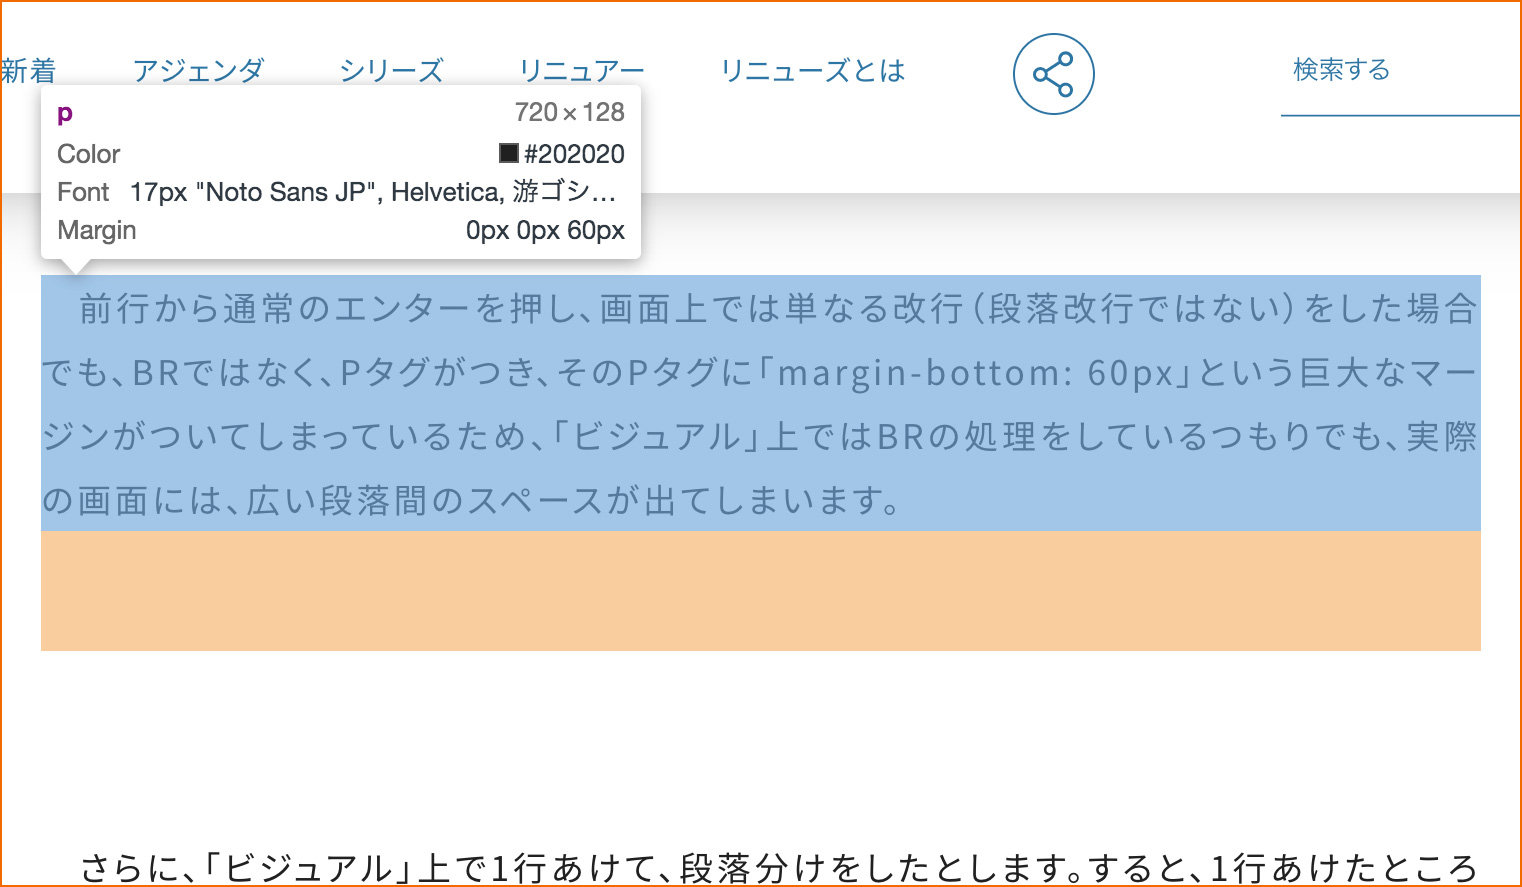 新着 アジェンダ シリーズ リニュアー リニューズとは 検索する
p 720 × 128
Color #202020
Font 17px "Noto Sans JP", Helvetica, 游ゴシ...
Margin 0px 0px 60px
前行から通常のエンターを押し、画面上では単なる改行（段落改行ではない）をした場合
でも、BRではなく、Pタグがつき、そのPタグに「margin-bottom: 60px」という巨大なマー
ジンがついてしまっているため、「ビジュアル」上ではBRの処理をしているつもりでも、実際
の画面には、広い段落間のスペースが出てしまいます。
さらに、「ビジュアル」上で1行あけて、段落分けをしたとします。すると、1行あけたところ